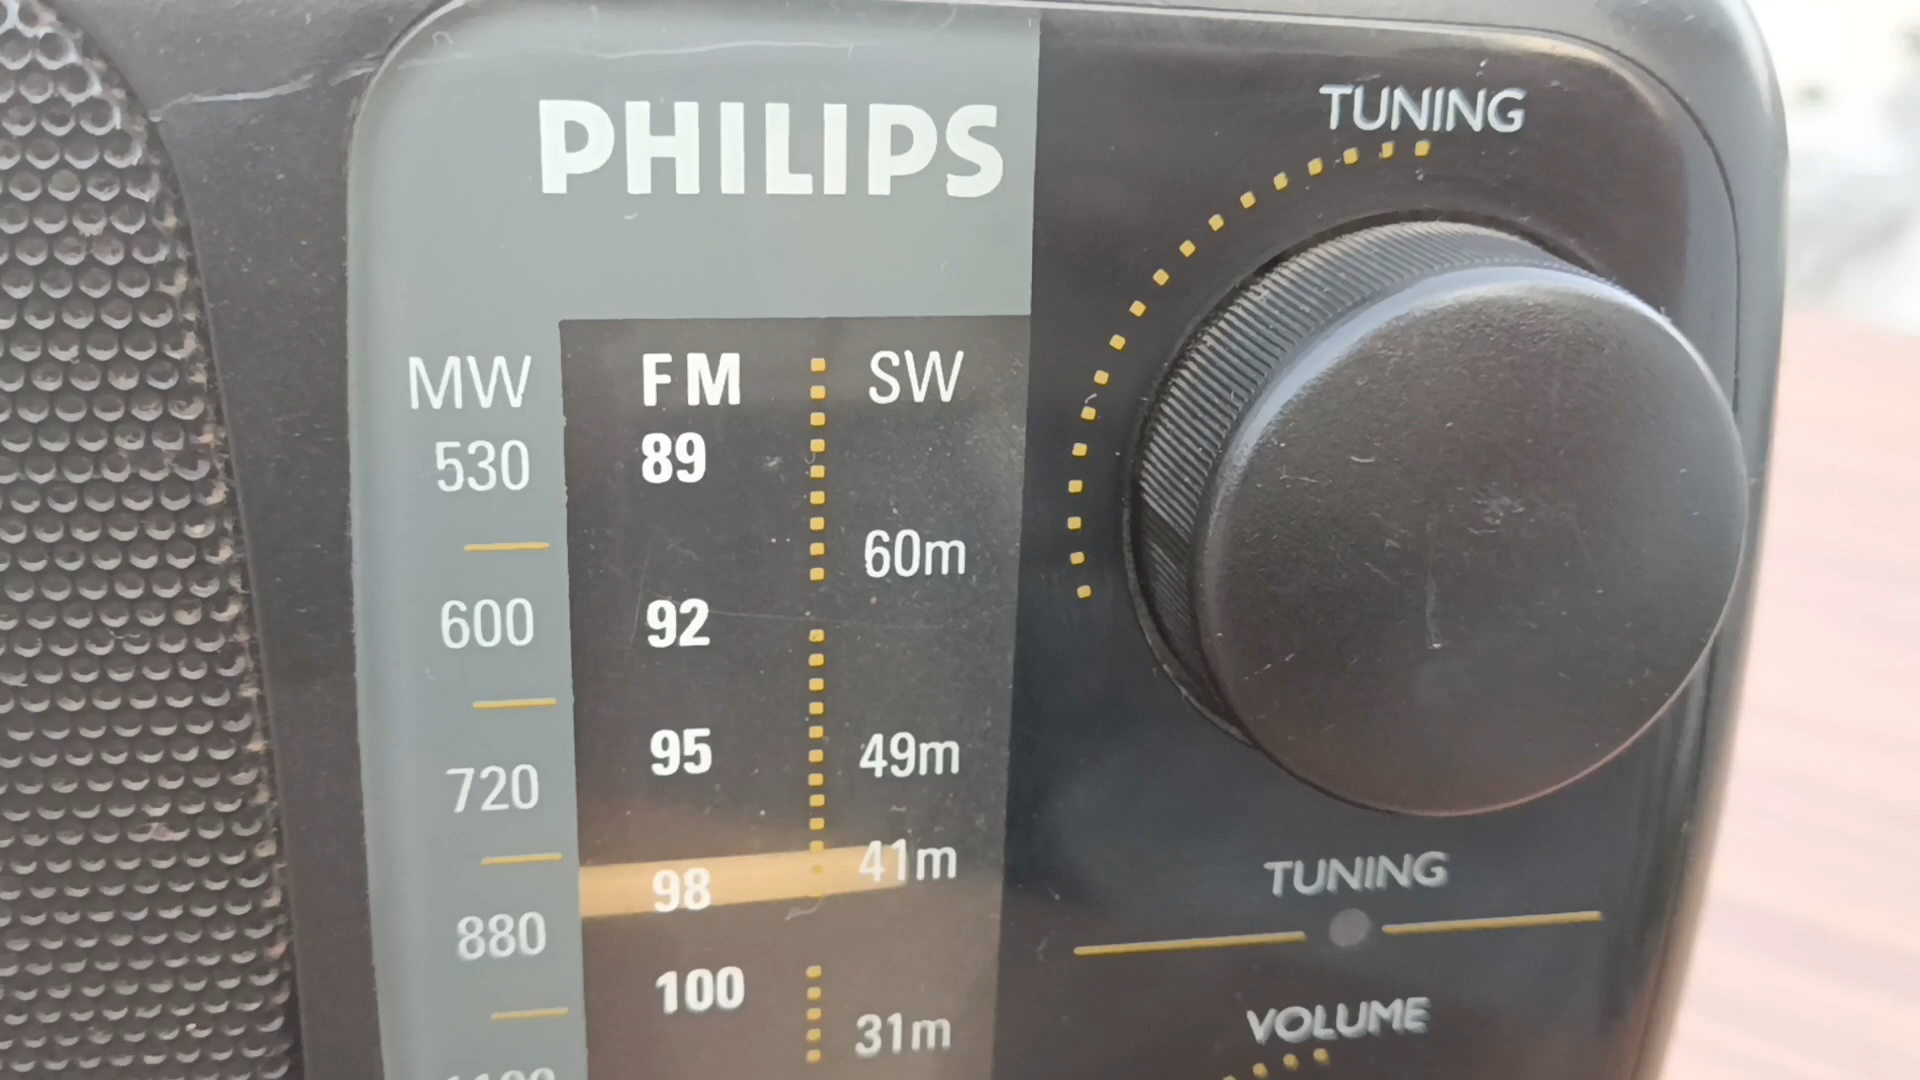 PHILIPS
TUNING
MW FM SW
530 89
60m
600 92
95 49m
720
98 41m
880
100
31m
TUNING
VOLUME